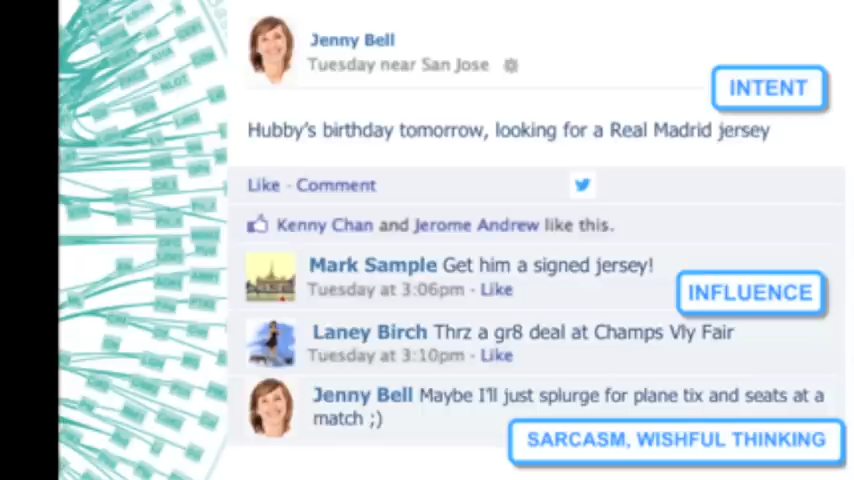 Jenny Bell
Tuesday near San Jose
INTENT
Hubby's birthday tomorrow, looking for a Real Madrid jersey
Like · Comment
Kenny Chan and Jerome Andrew like this.
Mark Sample Get him a signed jersey!
Tuesday at 3:06pm · Like
INFLUENCE
Laney Birch Thrz a gr8 deal at Champs Vly Fair
Tuesday at 3:10pm · Like
Jenny Bell Maybe I'll just splurge for plane tix and seats at a
match ;)
SARCASM, WISHFUL THINKING